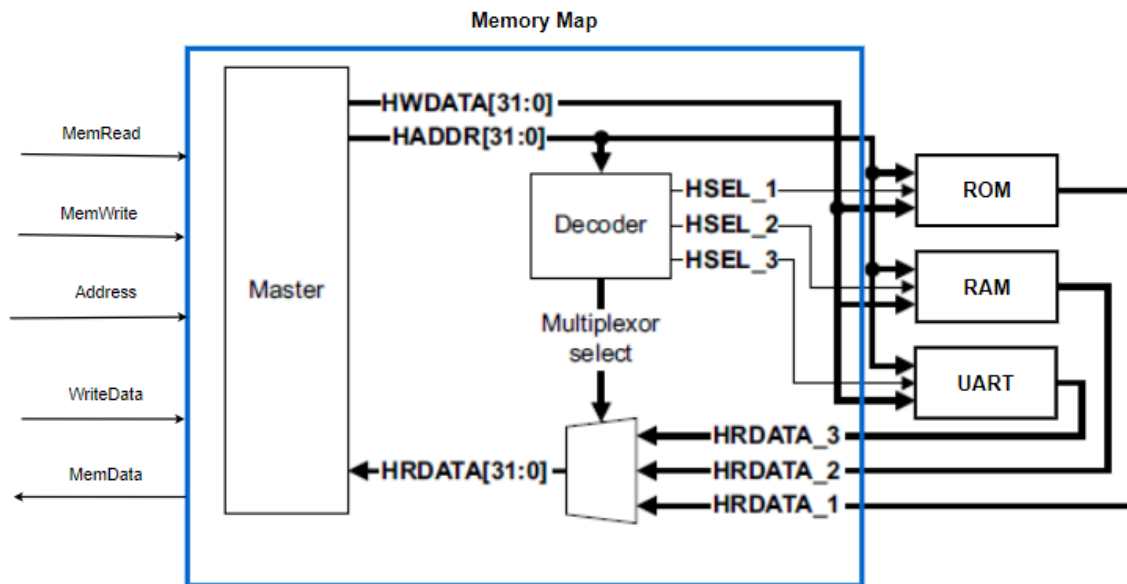 Memory Map
MemRead
MemWrite
Address
WriteData
MemData
Master
HWDATA[31:0]
HADDR[31:0]
Decoder
HSEL_1
HSEL_2
HSEL_3
Multiplexor
select
HRDATA[31:0]
HRDATA_3
HRDATA_2
HRDATA_1
ROM
RAM
UART